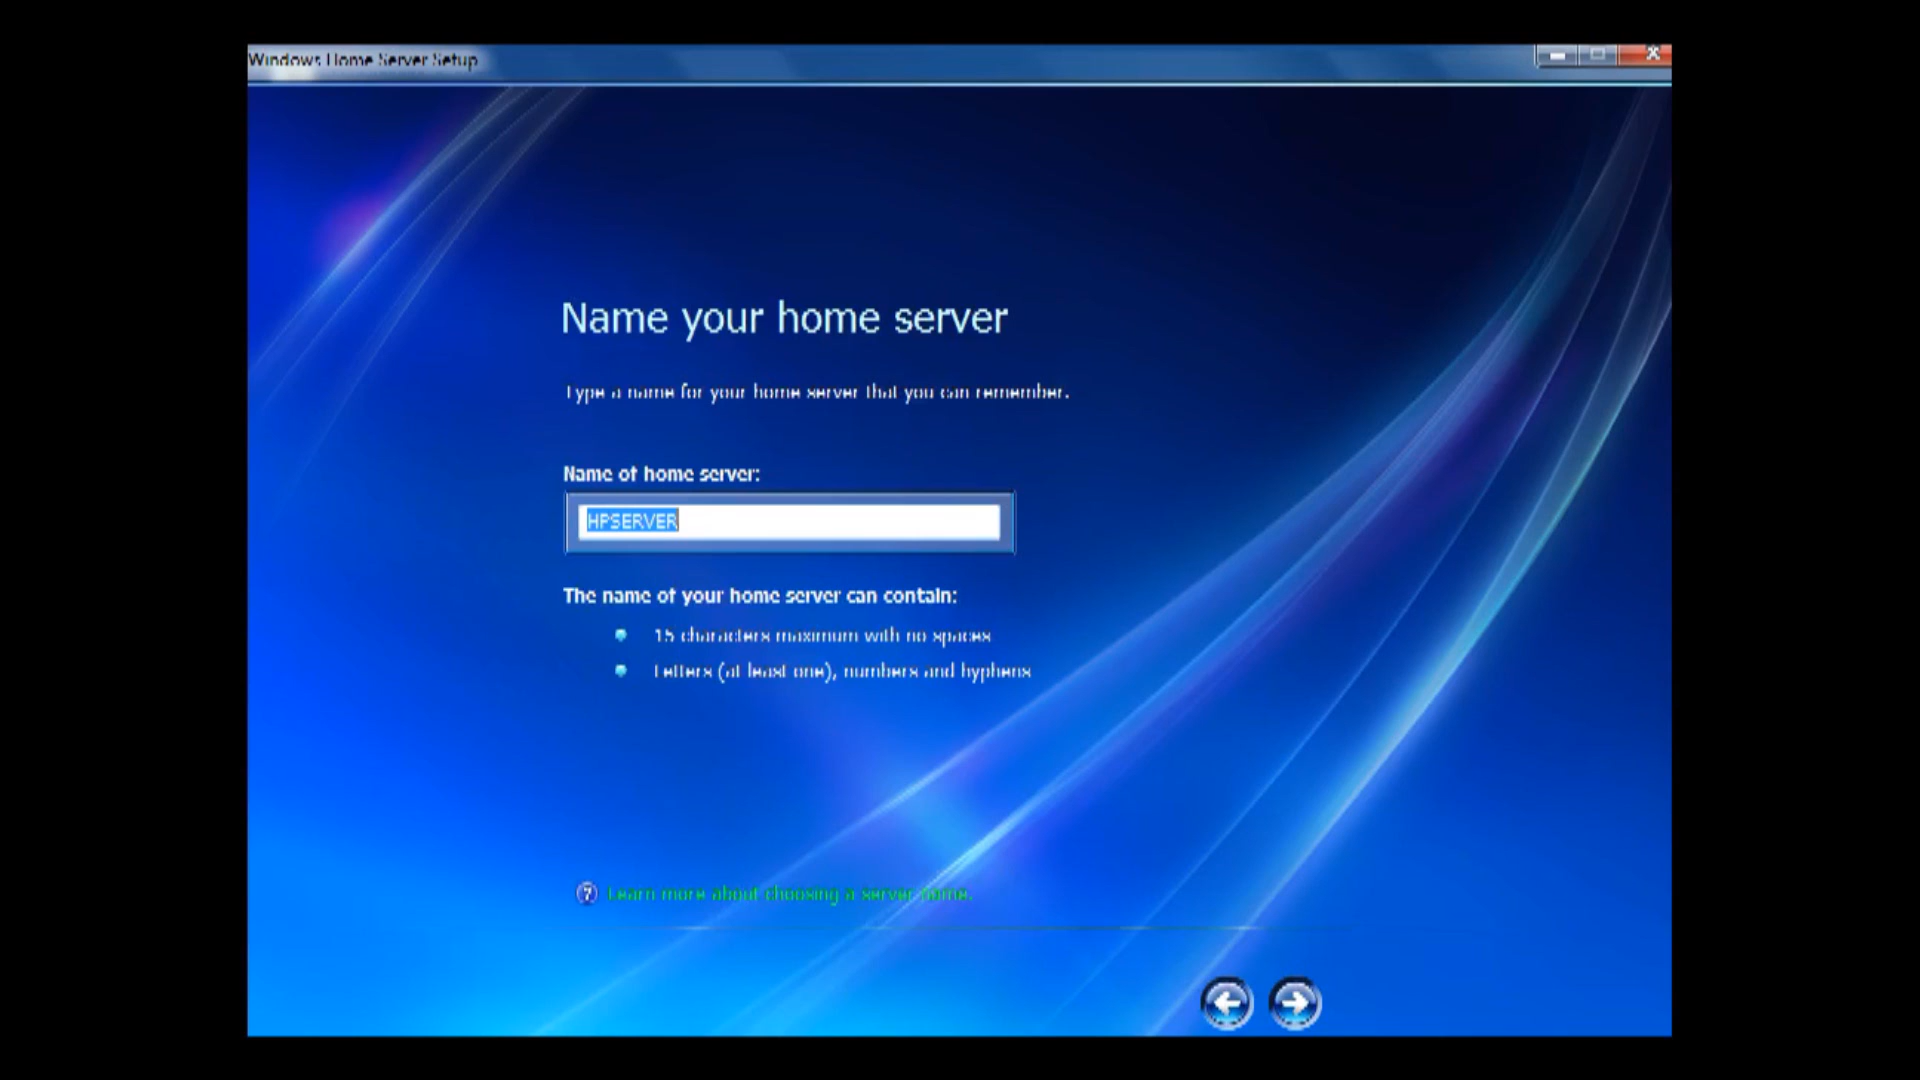 Windows Home Server Setup
Name your home server
Type a name for your home server that you can remember.
Name of home server:
HPSERVER
The name of your home server can contain:
15 characters maximum with no spaces
Letters (at least one), numbers and hyphens
Learn more about choosing a server name.